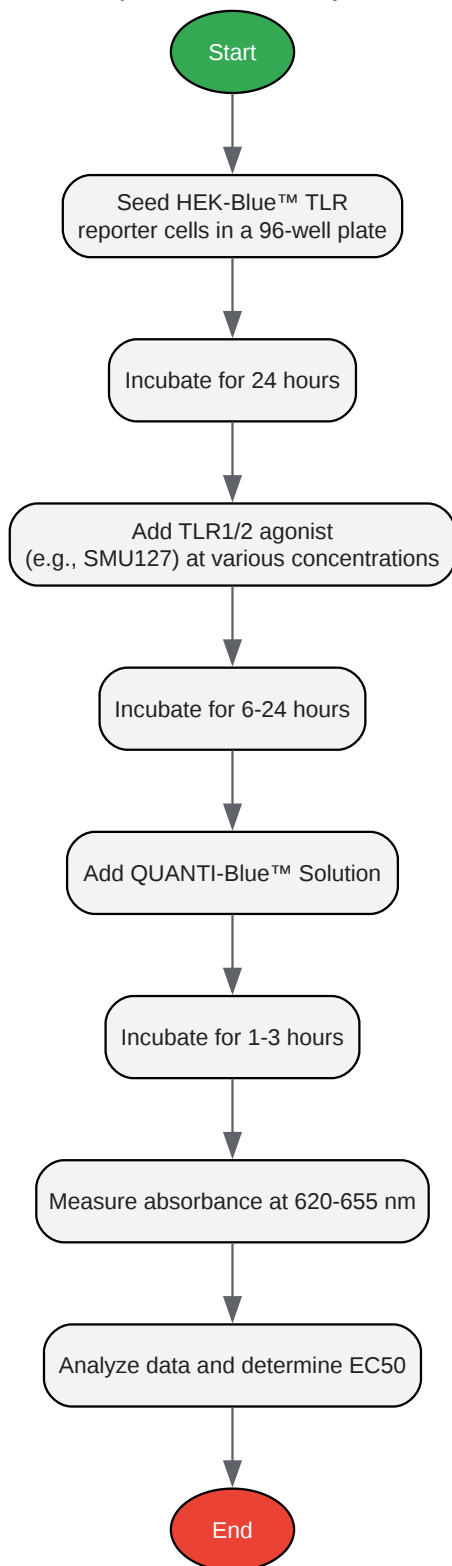 Start
Seed HEK-Blue™ TLR
reporter cells in a 96-well plate
Incubate for 24 hours
Add TLR1/2 agonist
(e.g., SMU127) at various concentrations
Incubate for 6-24 hours
Add QUANTI-Blue™ Solution
Incubate for 1-3 hours
Measure absorbance at 620-655 nm
Analyze data and determine EC50
End